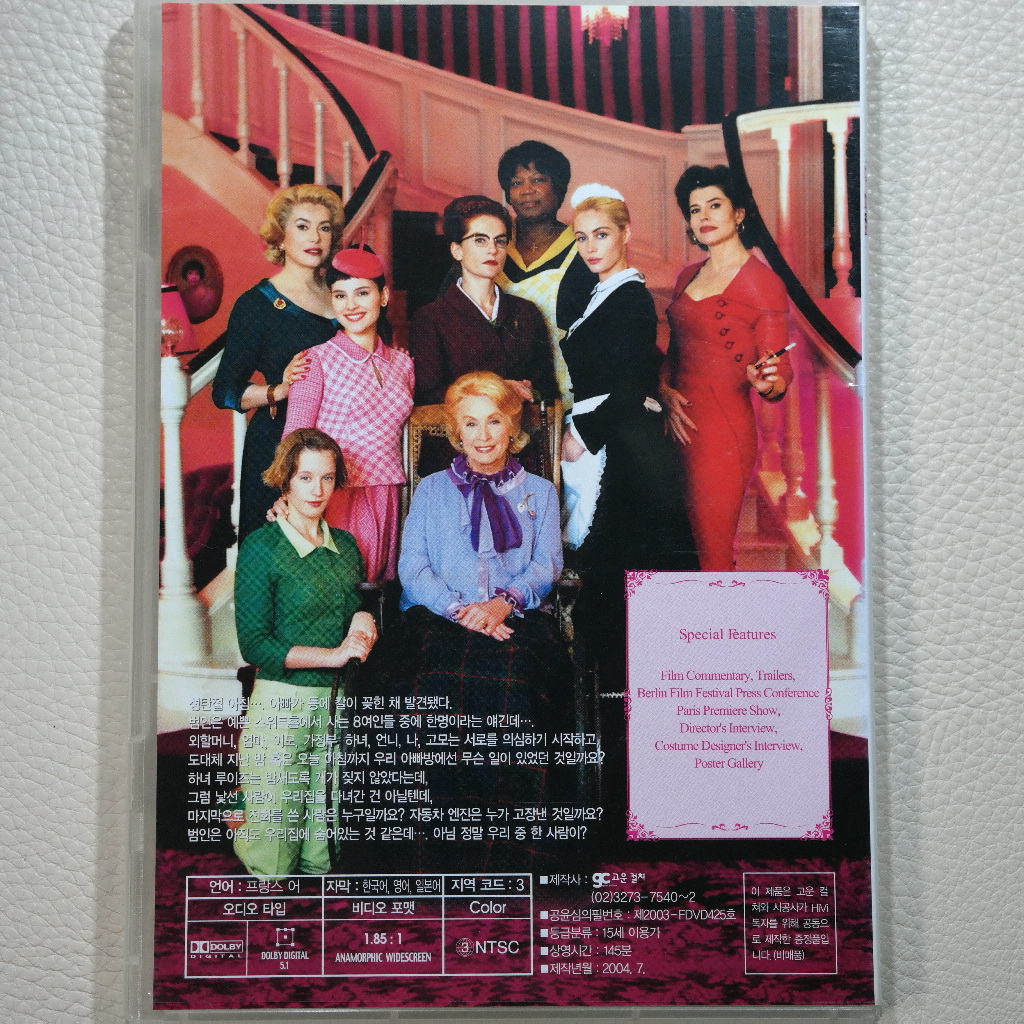 성탄절 아침…. 아빠가 등에 칼이 꽂힌 채 발견됐다.
범인은 예쁜 스위트홈에서 사는 8여인들 중에 한명이라는 얘긴데….
외할머니, 엄마, 이모, 가정부, 하녀, 언니, 나, 고모는 서로를 의심하기 시작하고,
도대체 지난 밤 혹은 오늘 아침까지 우리 아빠방에선 무슨 일이 있었던 것일까요?
하녀 루이즈는 밤새도록 개가 짖지 않았다는데,
그럼 낯선 사람이 우리집을 다녀간 건 아닐텐데,
마지막으로 전화를 쓴 사람은 누구일까요? 자동차 엔진은 누가 고장낸 것일까요?
범인은 아직도 우리집에 숨어있는 것 같은데…. 아님 정말 우리 중 한 사람이?
Special Features
Film Commentary, Trailers,
Berlin Film Festival Press Conference
Paris Premiere Show,
Director's Interview,
Costume Designer's Interview,
Poster Gallery
언어 : 프랑스 어
자막 : 한국어, 영어, 일본어
지역 코드 : 3
오디오 타입
비디오 포맷
Color
DOLBY
DIGITAL
DOLBY DIGITAL
5.1
1.85 : 1
ANAMORPHIC WIDESCREEN
3 NTSC
■제작사 : gc 고운 컬처
(02)3273-7540~2
■공윤심의필번호 : 제2003-FDVD425호
■등급분류 : 15세 이용가
■상영시간 : 145분
■제작년월 : 2004. 7.
이 제품은 고운 컬
처와 시공사가 HiVi
독자를 위해 공동으
로 제작한 증정품입
니다. (비매품)